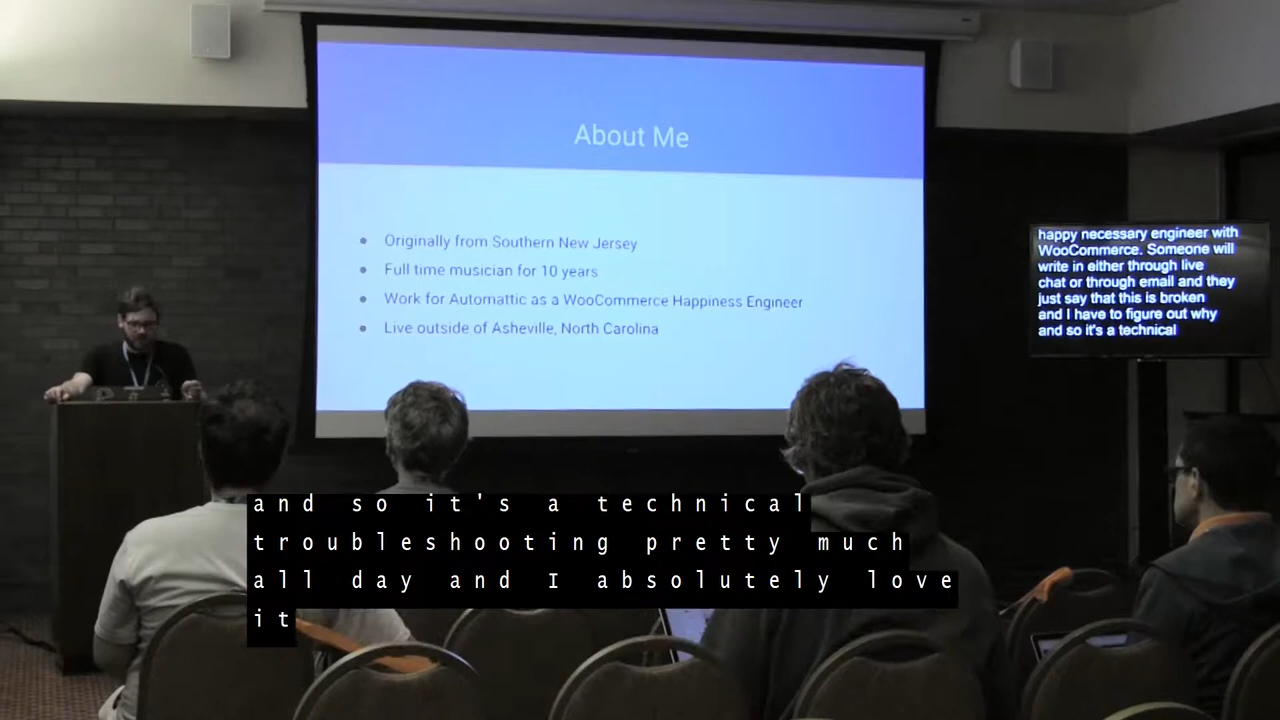 About Me
Originally from Southern New Jersey
Full time musician for 10 years
Work for Automattic as a WooCommerce Happiness Engineer
Live outside of Asheville, North Carolina
happy necessary engineer with
WooCommerce. Someone will
write in either through live
chat or through email and they
just say that this is broken
and I have to figure out why
and so it's a technical
and so it's a technical
troubleshooting pretty much
all day and I absolutely love
it